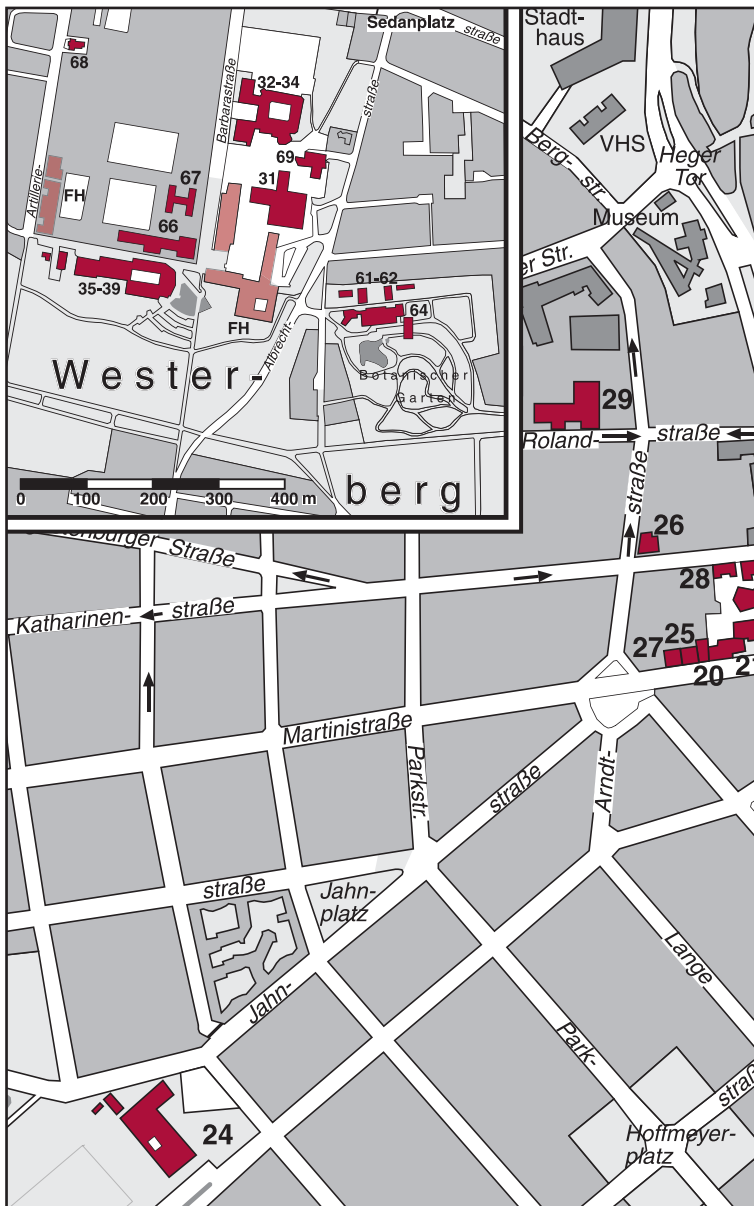 Sedanplatz
straße
68
Barbarastraße
32-34
straße
69
31
Artillerie-
FH
67
66
35-39
FH
Albrecht-
61-62
64
Wester-
Botanischer
Garten
berg
0 100 200 300 400 m
Stadt-
haus
VHS
Berg-
str.
Heger
Tor
Museum
er Str.
29
Roland-
straße
straße
26
28
27
25
20
burger Straße
Katharinen-
straße
Martinistraße
Parkstr.
straße
Arndt-
straße
Jahn-
platz
Jahn-
Lange
Park-
straß
Hoffmeyer-
platz
24